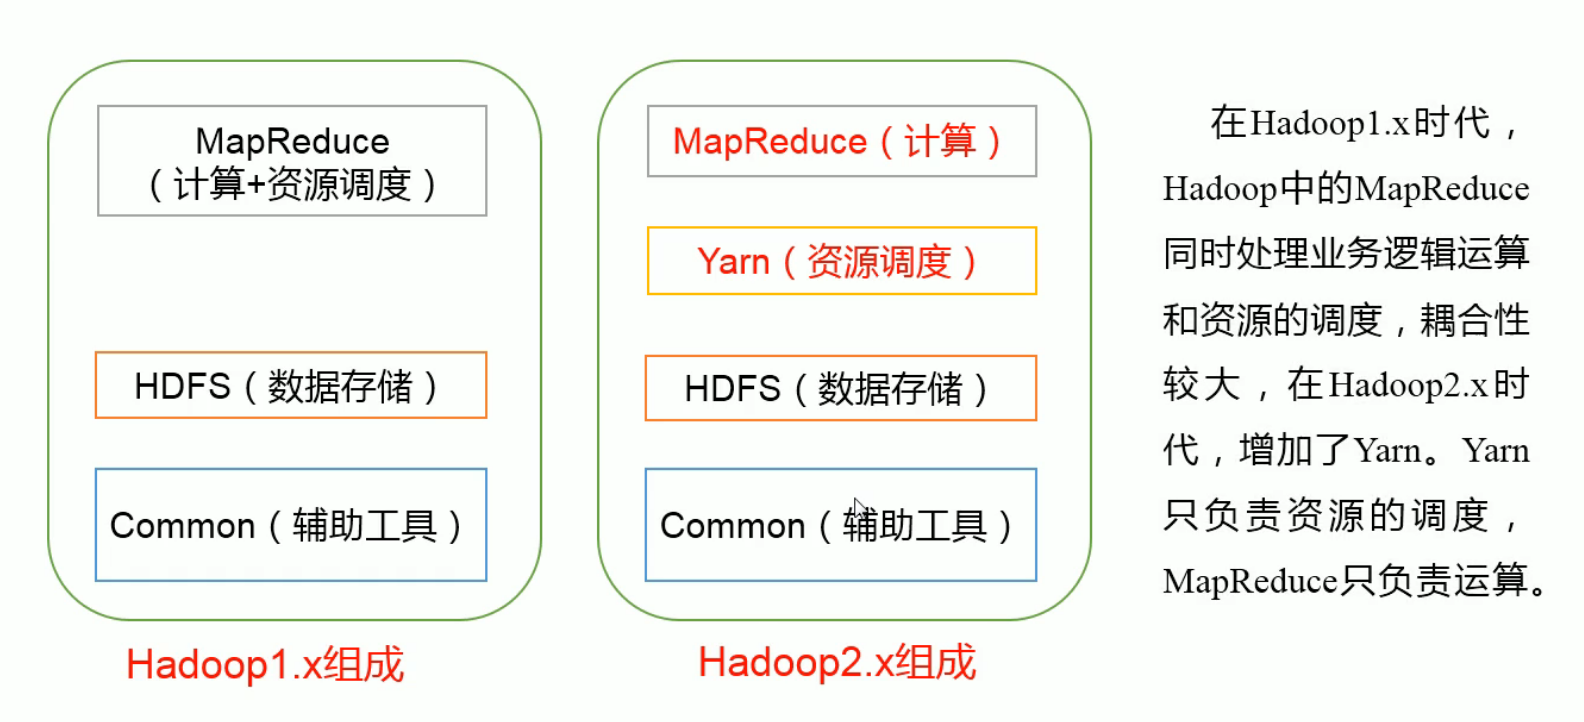 MapReduce
（计算+资源调度）
HDFS（数据存储）
Common（辅助工具）
Hadoop1.x组成
MapReduce（计算）
Yarn（资源调度）
HDFS（数据存储）
Common（辅助工具）
Hadoop2.x组成
在Hadoop1.x时代，
Hadoop中的MapReduce
同时处理业务逻辑运算
和资源的调度，耦合性
较大，在Hadoop2.x时
代，增加了Yarn。Yarn
只负责资源的调度，
MapReduce只负责运算。